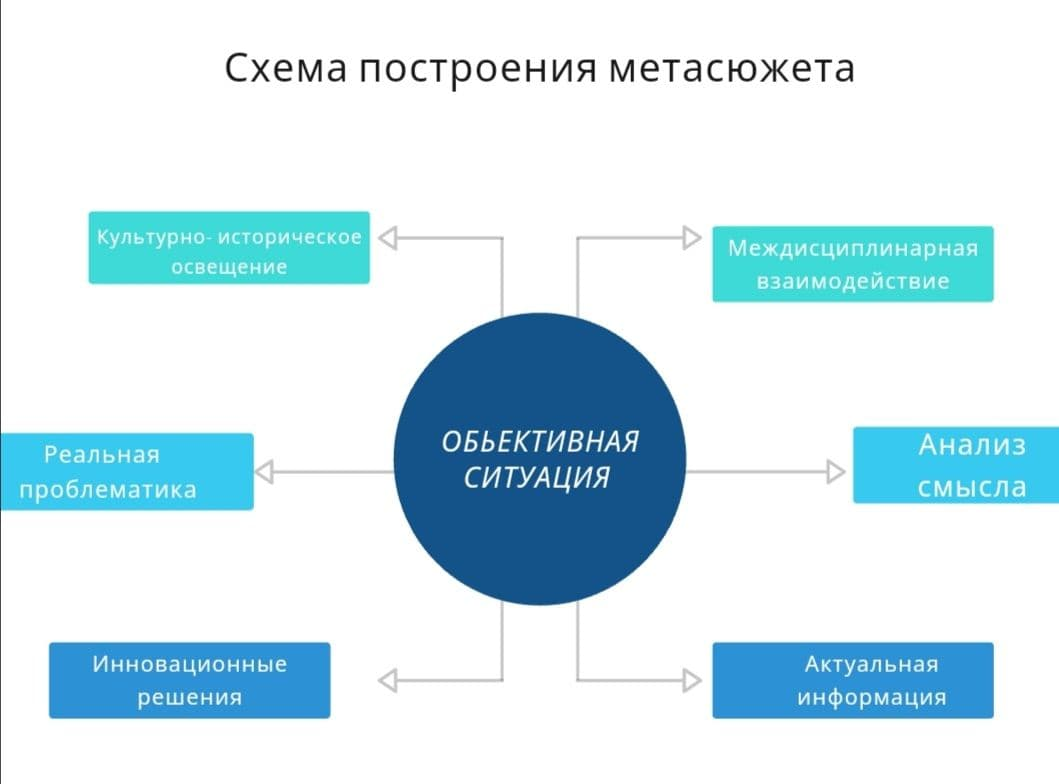 Схема построения метасюжета
Культурно- историческое
освещение
Междисциплинарная
взаимодействие
ОБЬЕКТИВНАЯ
СИТУАЦИЯ
Реальная
проблематика
Анализ
смысла
Инновационные
решения
Актуальная
информация